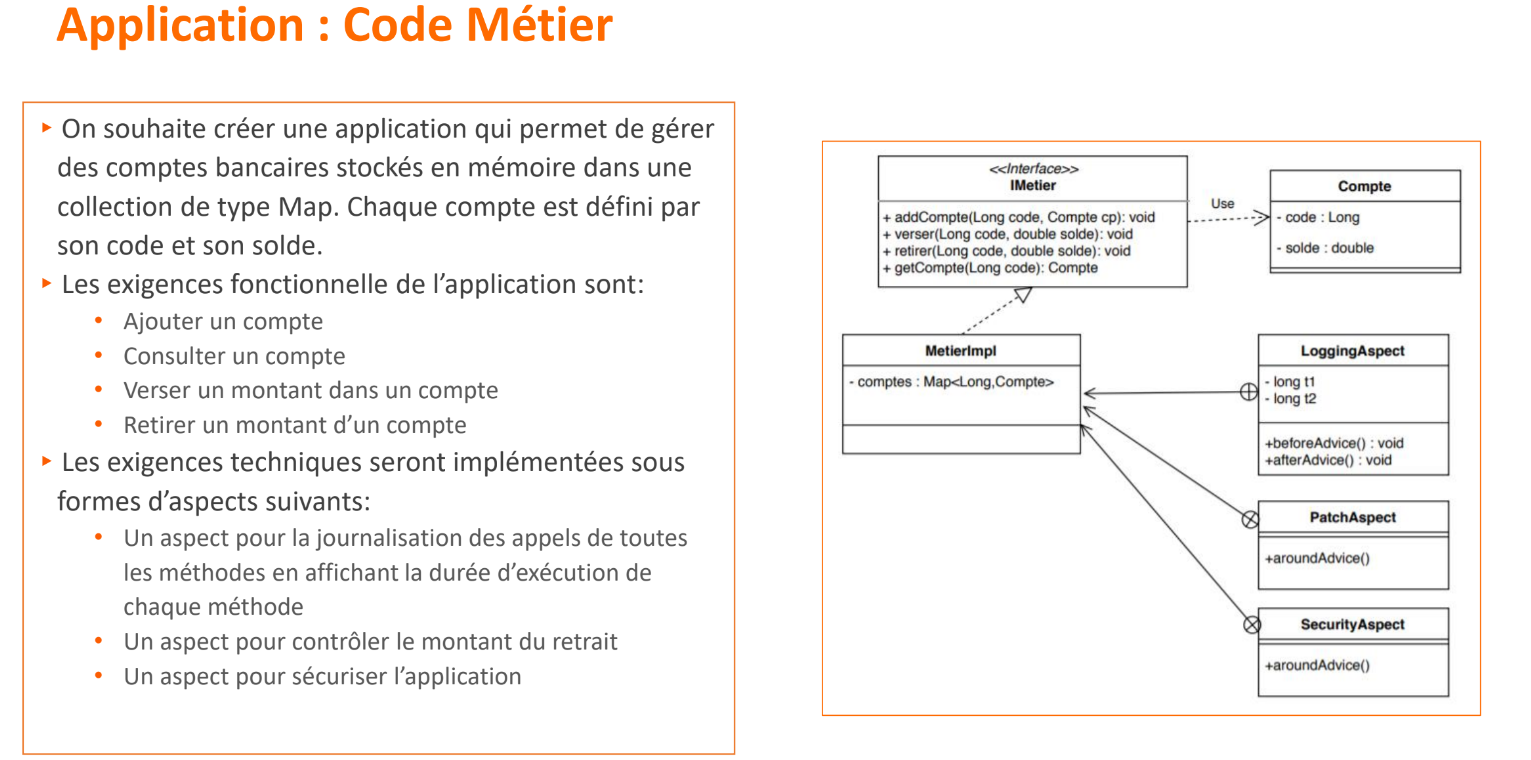 Application : Code Métier
‣ On souhaite créer une application qui permet de gérer
des comptes bancaires stockés en mémoire dans une
collection de type Map. Chaque compte est défini par
son code et son solde.
‣ Les exigences fonctionnelle de l’application sont:
• Ajouter un compte
• Consulter un compte
• Verser un montant dans un compte
• Retirer un montant d’un compte
‣ Les exigences techniques seront implémentées sous
formes d’aspects suivants:
• Un aspect pour la journalisation des appels de toutes
les méthodes en affichant la durée d’exécution de
chaque méthode
• Un aspect pour contrôler le montant du retrait
• Un aspect pour sécuriser l’application
<<Interface>>
IMetier
+ addCompte(Long code, Compte cp): void
+ verser(Long code, double solde): void
+ retirer(Long code, double solde): void
+ getCompte(Long code): Compte
Use
Compte
- code : Long
- solde : double
MetierImpl
- comptes : Map<Long,Compte>
LoggingAspect
- long t1
- long t2
+beforeAdvice() : void
+afterAdvice() : void
PatchAspect
+aroundAdvice()
SecurityAspect
+aroundAdvice()